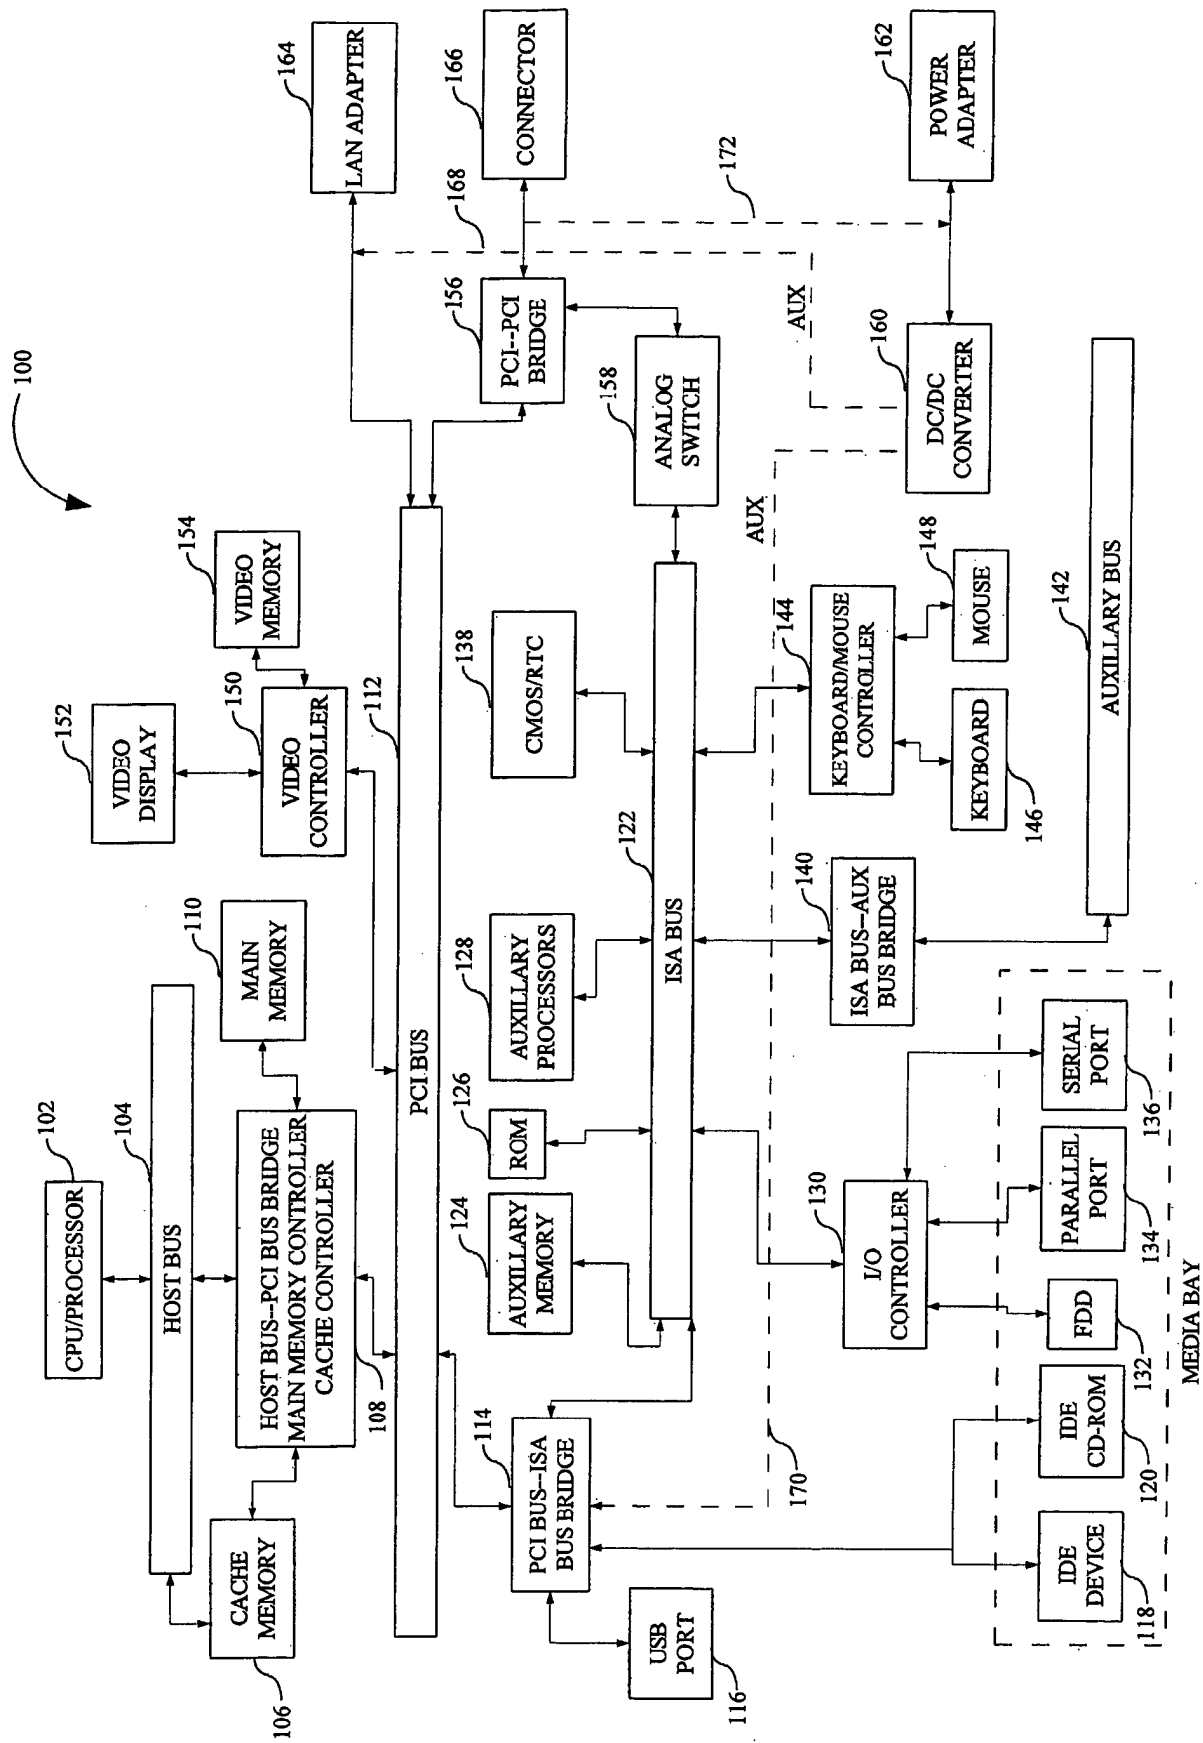 100
CPU/PROCESSOR
102
HOST BUS
104
CACHE
MEMORY
106
HOST BUS--PCI BUS BRIDGE
MAIN MEMORY CONTROLLER
CACHE CONTROLLER
108
MAIN
MEMORY
110
VIDEO
DISPLAY
152
VIDEO
CONTROLLER
150
VIDEO
MEMORY
154
LAN ADAPTER
164
PCI BUS
112
PCI BUS--ISA
BUS BRIDGE
114
USB
PORT
116
AUXILLARY
MEMORY
124
ROM
126
AUXILLARY
PROCESSORS
128
CMOS/RTC
138
PCI--PCI
BRIDGE
156
CONNECTOR
166
168
172
ISA BUS
122
ANALOG
SWITCH
158
AUX
AUX
170
I/O
CONTROLLER
130
ISA BUS--AUX
BUS BRIDGE
140
KEYBOARD/MOUSE
CONTROLLER
144
KEYBOARD
146
MOUSE
148
DC/DC
CONVERTER
160
POWER
ADAPTER
162
IDE
DEVICE
118
IDE
CD-ROM
120
FDD
132
PARALLEL
PORT
134
SERIAL
PORT
136
MEDIA BAY
AUXILLARY BUS
142